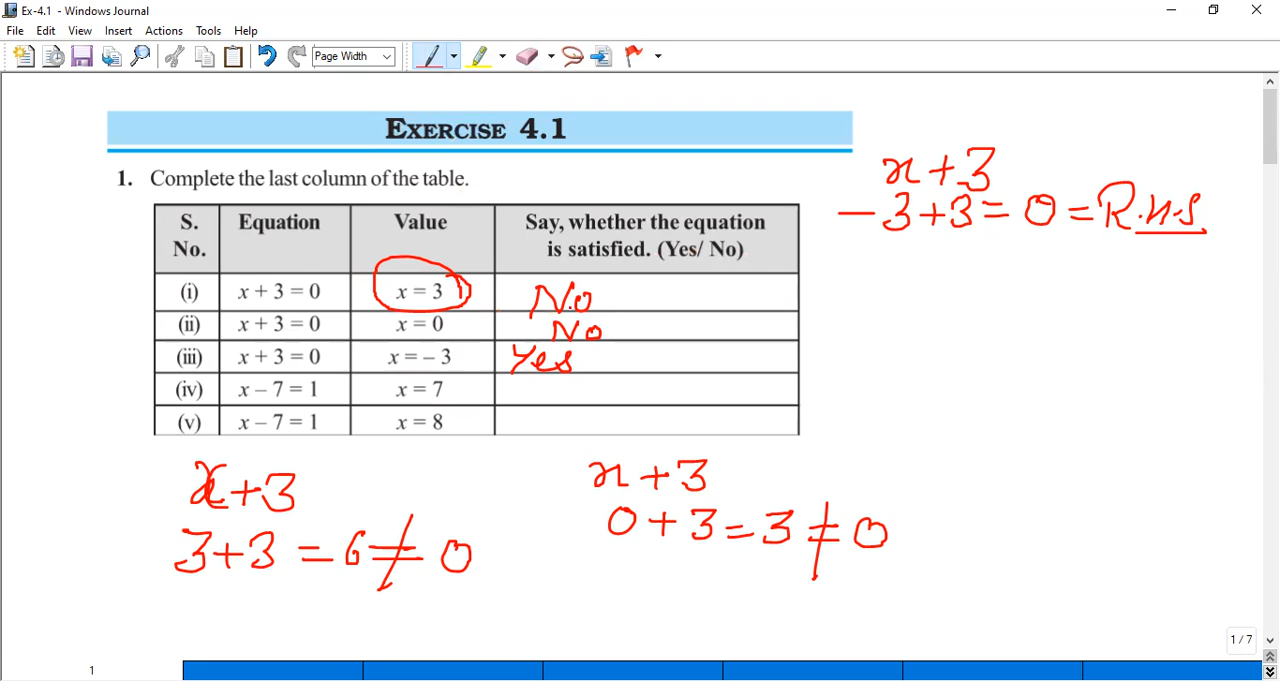 Ex-4.1 - Windows Journal
File Edit View Insert Actions Tools Help
Page Width
EXERCISE 4.1
1. Complete the last column of the table.
S. No. Equation Value Say, whether the equation is satisfied. (Yes/ No)
(i) x + 3 = 0 x = 3 No
(ii) x + 3 = 0 x = 0 No
(iii) x + 3 = 0 x = – 3 Yes
(iv) x – 7 = 1 x = 7
(v) x – 7 = 1 x = 8
x + 3
- 3 + 3 = 0 = R.H.S
x + 3
3 + 3 = 6 ≠ 0
x + 3
0 + 3 = 3 ≠ 0
1 / 7
1